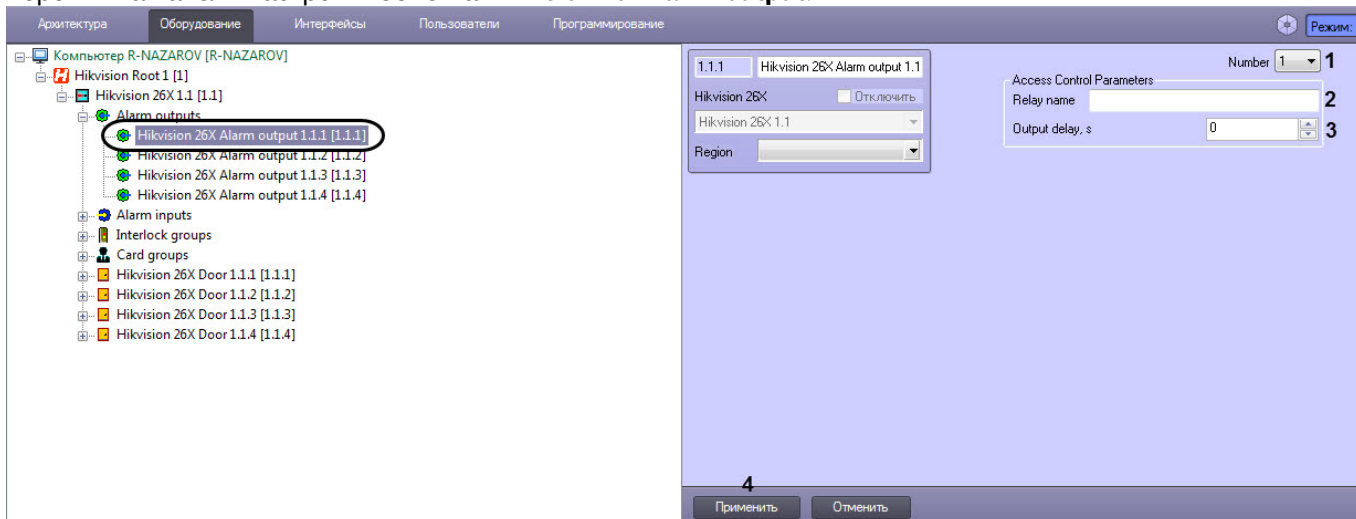 Архитектура Оборудование Интерфейсы Пользователи Программирование Режим:
Компьютер R-NAZAROV [R-NAZAROV]
Hikvision Root 1 [1]
Hikvision 26X 1.1 [1.1]
Alarm outputs
Hikvision 26X Alarm output 1.1.1 [1.1.1]
Hikvision 26X Alarm output 1.1.2 [1.1.2]
Hikvision 26X Alarm output 1.1.3 [1.1.3]
Hikvision 26X Alarm output 1.1.4 [1.1.4]
Alarm inputs
Interlock groups
Card groups
Hikvision 26X Door 1.1.1 [1.1.1]
Hikvision 26X Door 1.1.2 [1.1.2]
Hikvision 26X Door 1.1.3 [1.1.3]
Hikvision 26X Door 1.1.4 [1.1.4]
1.1.1 Hikvision 26X Alarm output 1.1
Hikvision 26X Отключить
Hikvision 26X 1.1
Region
Number 1 1
Access Control Parameters
Relay name 2
Output delay, s 0 3
4
Применить Отменить